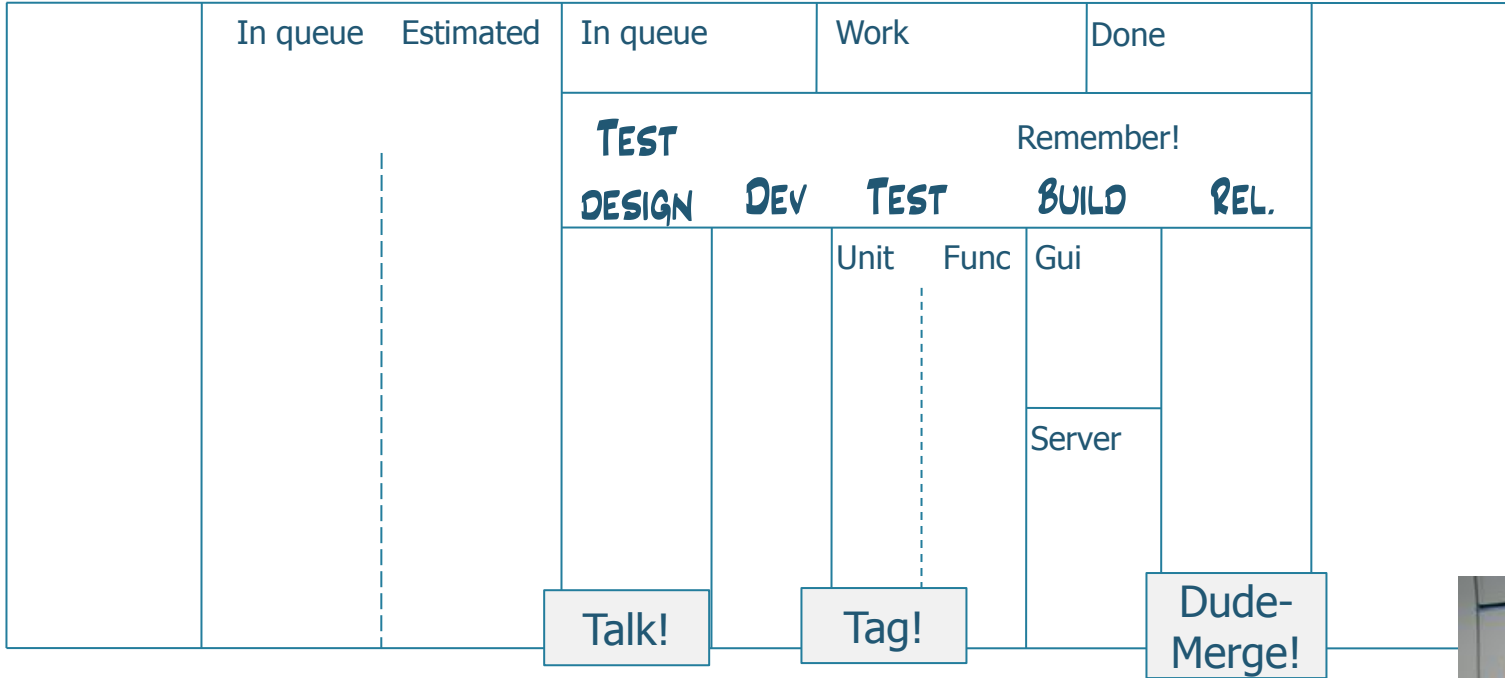 In queue Estimated In queue Work Done
TEST Remember!
DESIGN DEV TEST BUILD REL.
Unit Func Gui
Server
Talk! Tag! Dude-
Merge!